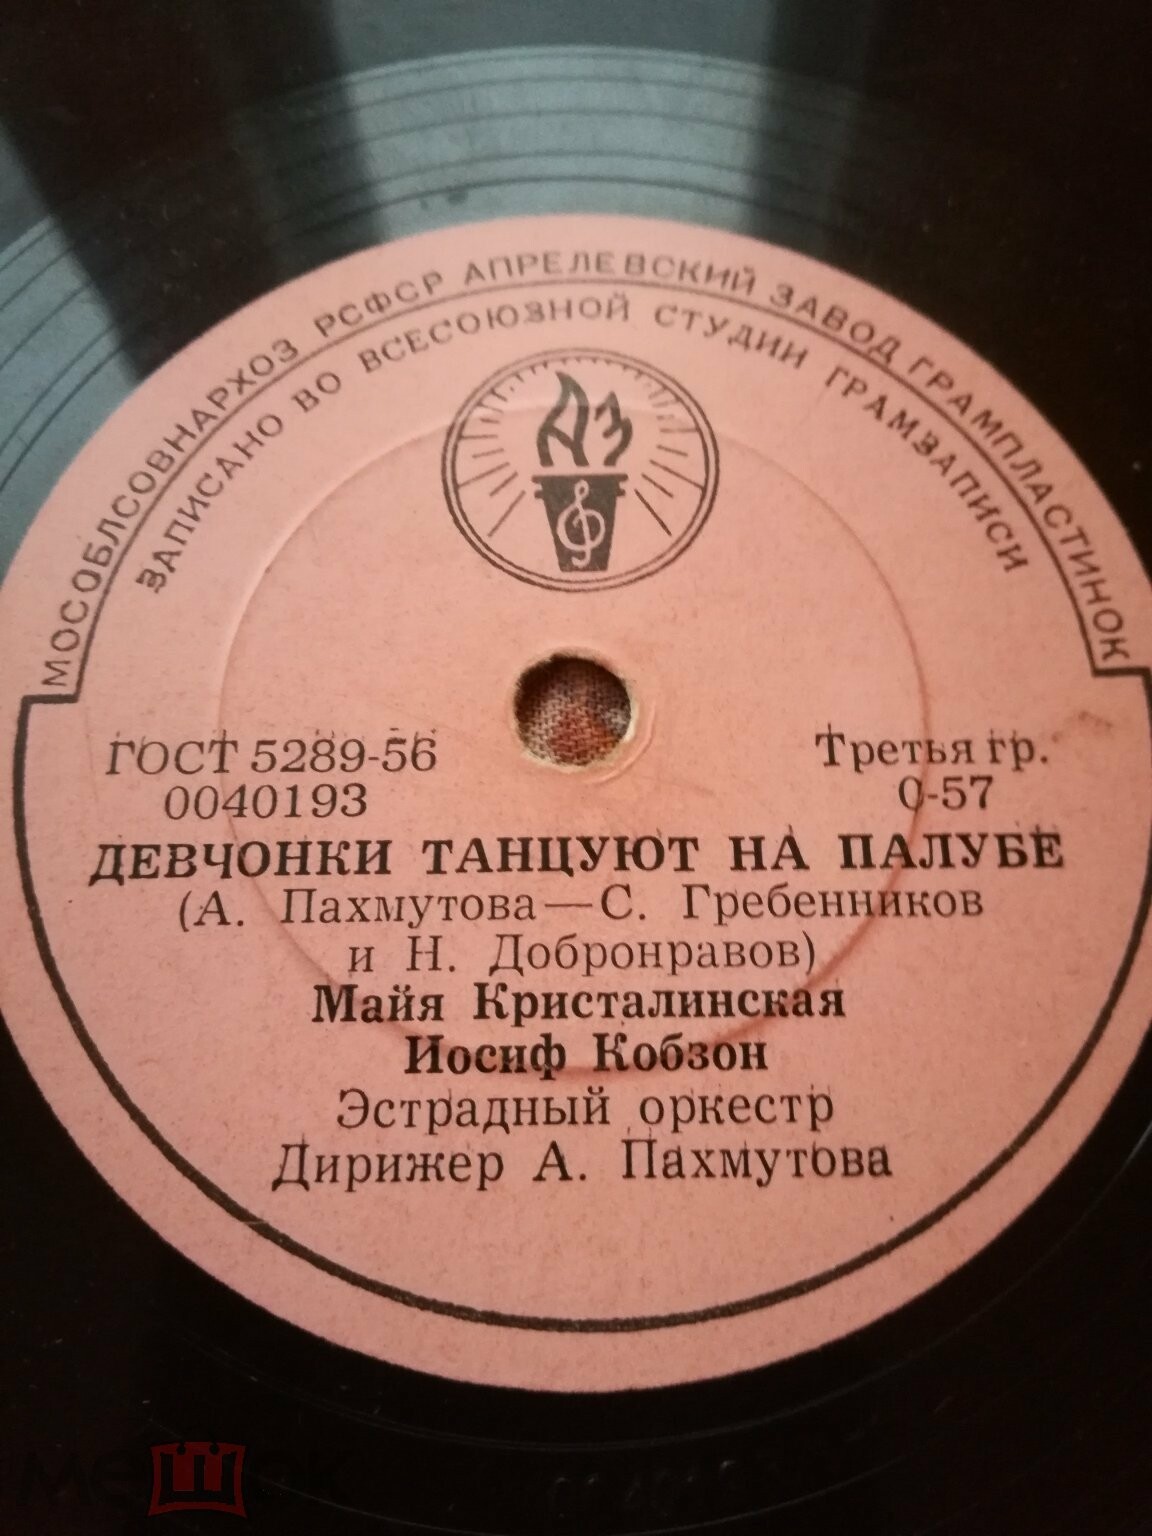 МОСОБЛСОВНАРХОЗ РСФСР АПРЕЛЕВСКИЙ ЗАВОД ГРАМПЛАСТИНОК
ЗАПИСАНО ВО ВСЕСОЮЗНОЙ СТУДИИ ГРАМЗАПИСИ
АЗ
ГОСТ 5289-56 Третья гр.
0040193 0-57
ДЕВЧОНКИ ТАНЦУЮТ НА ПАЛУБЕ
(А. Пахмутова—С. Гребенников
и Н. Добронравов)
Майя Кристалинская
Иосиф Кобзон
Эстрадный оркестр
Дирижер А. Пахмутова
мешок